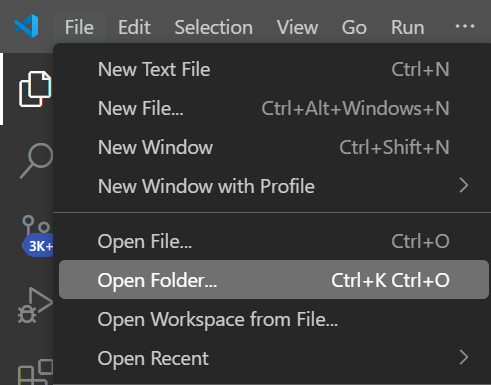 File Edit Selection View Go Run ···
New Text File Ctrl+N
New File... Ctrl+Alt+Windows+N
New Window Ctrl+Shift+N
New Window with Profile
Open File... Ctrl+O
3K+
Open Folder... Ctrl+K Ctrl+O
Open Workspace from File...
Open Recent